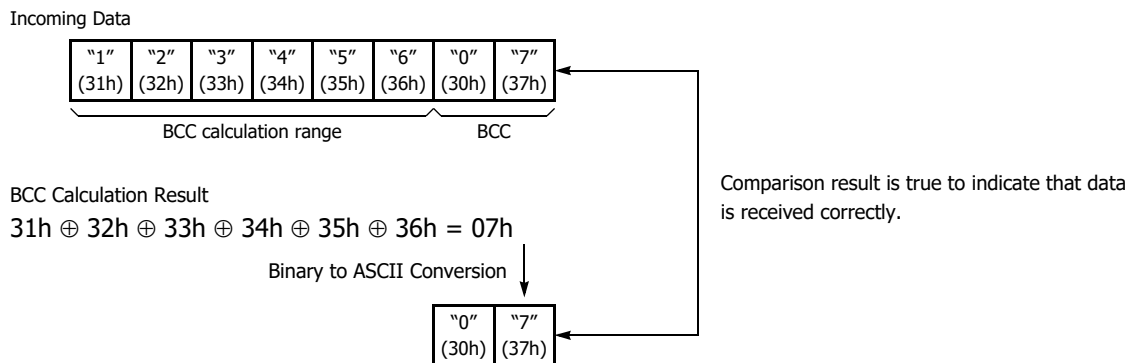 Incoming Data
“1” “2” “3” “4” “5” “6” “0” “7”
(31h) (32h) (33h) (34h) (35h) (36h) (30h) (37h)
BCC calculation range BCC
BCC Calculation Result
31h ⊕ 32h ⊕ 33h ⊕ 34h ⊕ 35h ⊕ 36h = 07h
Binary to ASCII Conversion
“0” “7”
(30h) (37h)
Comparison result is true to indicate that data
is received correctly.